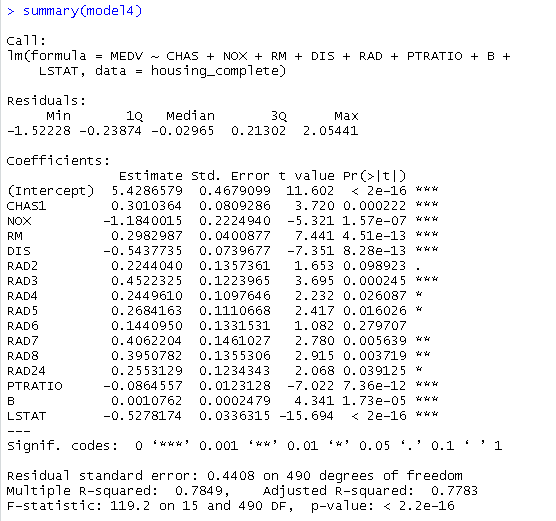 > summary(model4)
Call:
lm(formula = MEDV ~ CHAS + NOX + RM + DIS + RAD + PTRATIO + B +
    LSTAT, data = housing_complete)
Residuals:
     Min       1Q   Median       3Q      Max
-1.52228 -0.23874 -0.02965  0.21302  2.05441
Coefficients:
              Estimate Std. Error t value Pr(>|t|)
(Intercept)  5.4286579  0.4679099  11.602  < 2e-16 ***
CHAS1        0.3010364  0.0809286   3.720 0.000222 ***
NOX         -1.1840015  0.2224940  -5.321 1.57e-07 ***
RM           0.2982987  0.0400877   7.441 4.51e-13 ***
DIS         -0.5437735  0.0739677  -7.351 8.28e-13 ***
RAD2         0.2244040  0.1357361   1.653 0.098923 .
RAD3         0.4522325  0.1223965   3.695 0.000245 ***
RAD4         0.2449610  0.1097646   2.232 0.026087 *
RAD5         0.2684163  0.1110668   2.417 0.016026 *
RAD6         0.1440950  0.1331531   1.082 0.279707
RAD7         0.4062204  0.1461027   2.780 0.005639 **
RAD8         0.3950782  0.1355306   2.915 0.003719 **
RAD24        0.2553129  0.1234343   2.068 0.039125 *
PTRATIO     -0.0864557  0.0123128  -7.022 7.36e-12 ***
B            0.0010762  0.0002479   4.341 1.73e-05 ***
LSTAT       -0.5278174  0.0336315 -15.694  < 2e-16 ***
---
Signif. codes:  0 ‘***’ 0.001 ‘**’ 0.01 ‘*’ 0.05 ‘.’ 0.1 ‘ ’ 1
Residual standard error: 0.4408 on 490 degrees of freedom
Multiple R-squared:  0.7849,    Adjusted R-squared:  0.7783
F-statistic: 119.2 on 15 and 490 DF,  p-value: < 2.2e-16